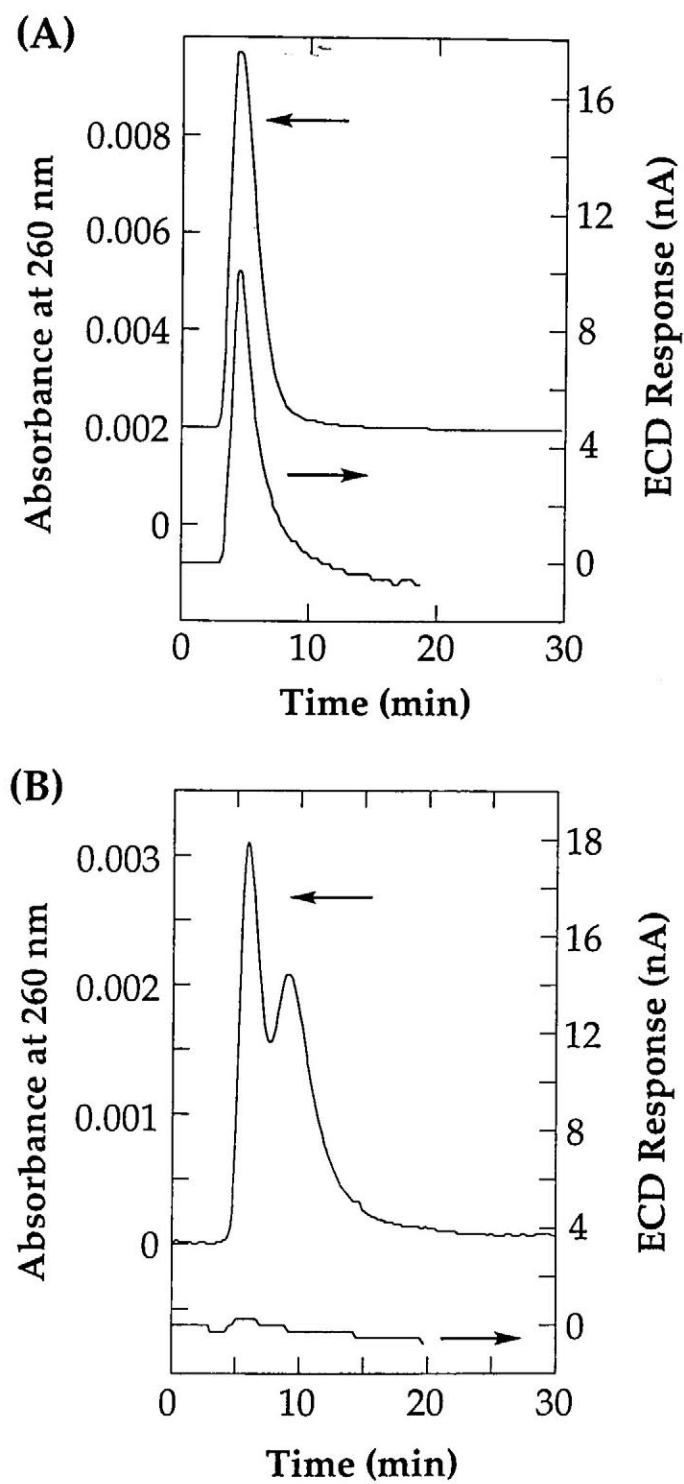 (A)
Absorbance at 260 nm
0.008
0.006
0.004
0.002
0
16
12
8
4
0
ECD Response (nA)
0 10 20 30
Time (min)
(B)
Absorbance at 260 nm
0.003
0.002
0.001
0
18
16
12
8
4
0
ECD Response (nA)
0 10 20 30
Time (min)